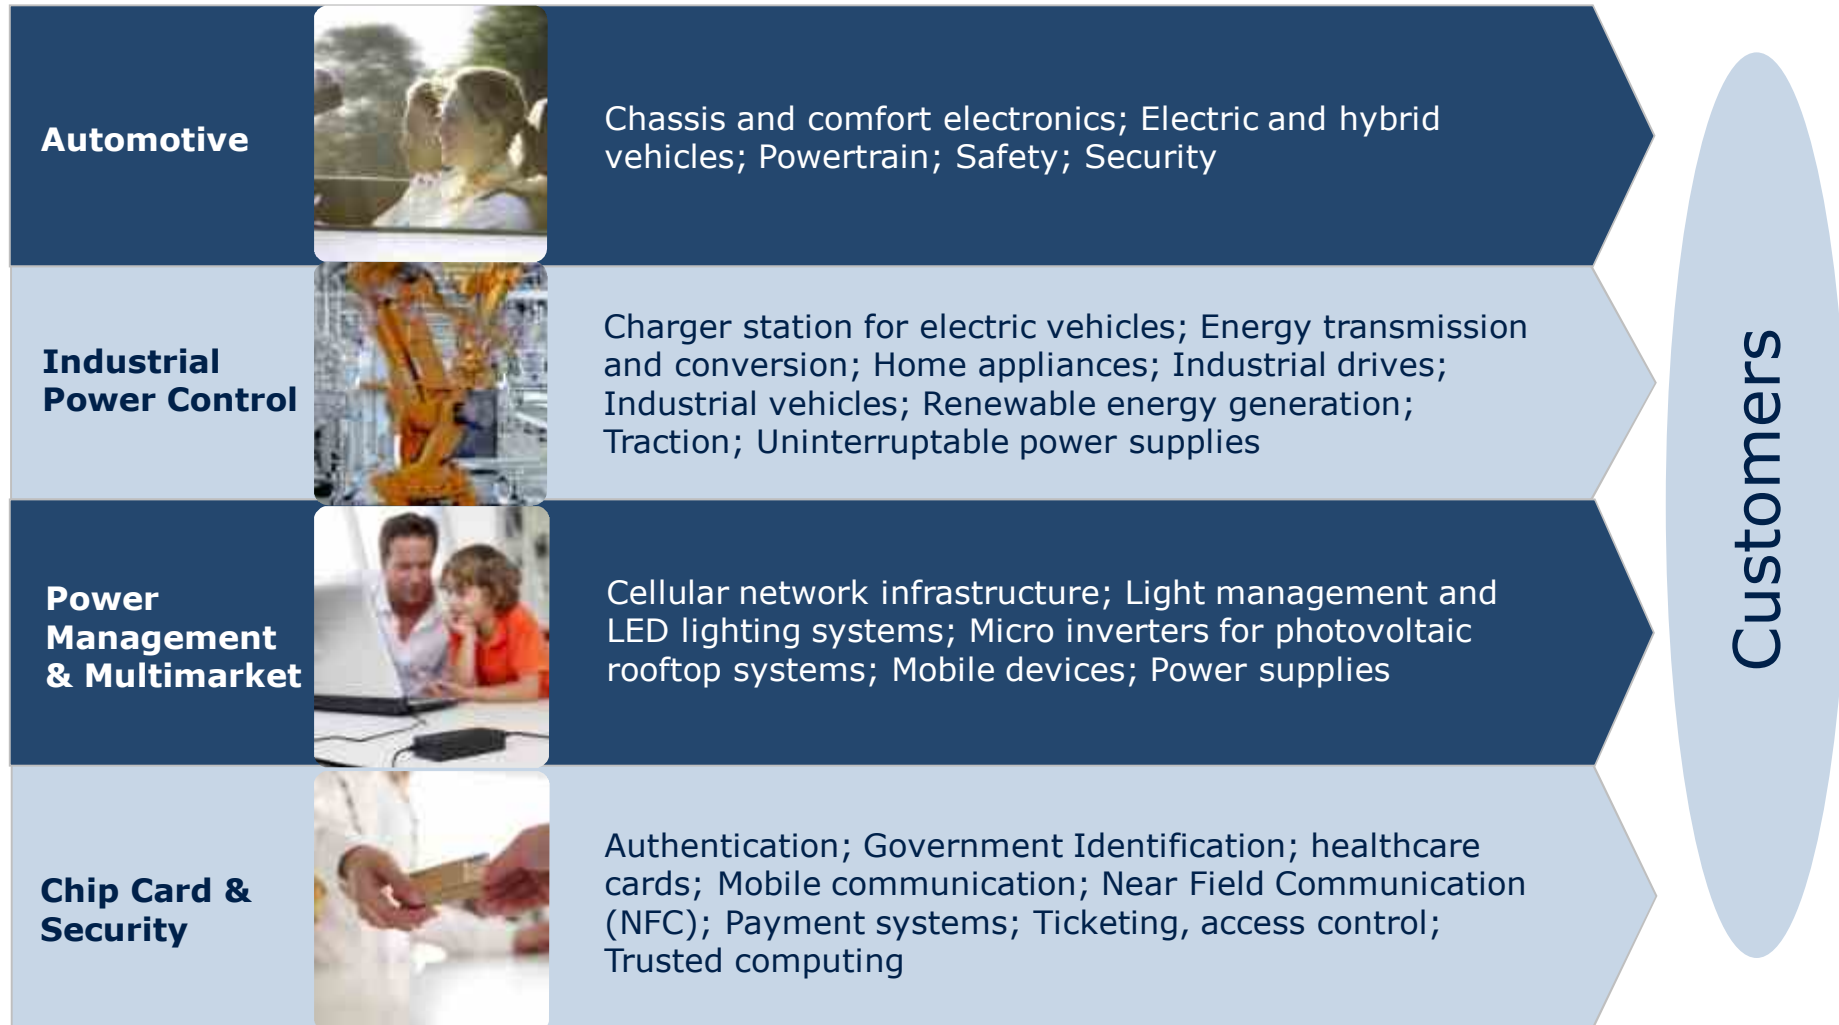 Automotive
Chassis and comfort electronics; Electric and hybrid
vehicles; Powertrain; Safety; Security
Industrial
Power Control
Charger station for electric vehicles; Energy transmission
and conversion; Home appliances; Industrial drives;
Industrial vehicles; Renewable energy generation;
Traction; Uninterruptable power supplies
Power
Management
& Multimarket
Cellular network infrastructure; Light management and
LED lighting systems; Micro inverters for photovoltaic
rooftop systems; Mobile devices; Power supplies
Chip Card &
Security
Authentication; Government Identification; healthcare
cards; Mobile communication; Near Field Communication
(NFC); Payment systems; Ticketing, access control;
Trusted computing
Customers